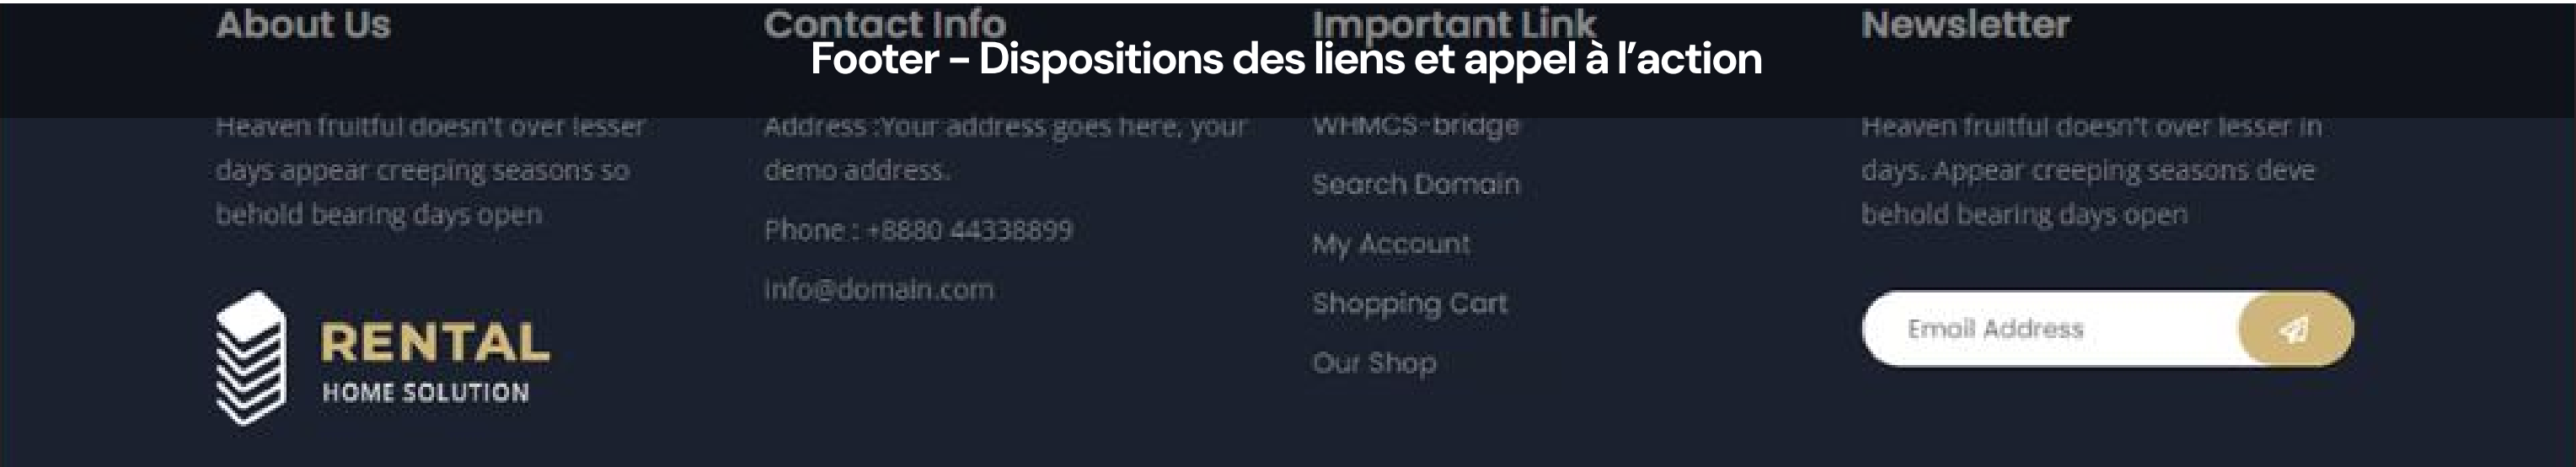 About Us
Contact Info
Important Link
Newsletter
Footer – Dispositions des liens et appel à l’action
Heaven fruitful doesn't over lesser
days appear creeping seasons so
behold bearing days open
RENTAL
HOME SOLUTION
Address :Your address goes here, your
demo address.
Phone : +8880 44338899
info@domain.com
WHMCS-bridge
Search Domain
My Account
Shopping Cart
Our Shop
Heaven fruitful doesn't over lesser in
days. Appear creeping seasons deve
behold bearing days open
Email Address